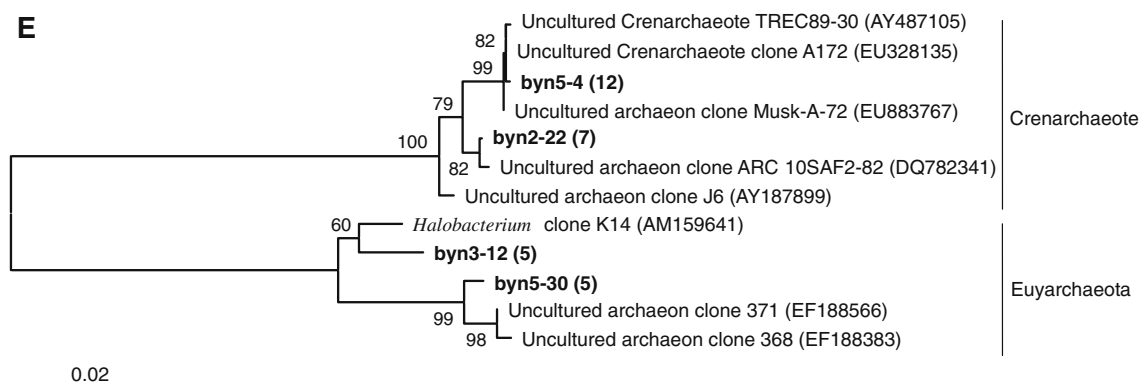 E
Uncultured Crenarchaeote TREC89-30 (AY487105)
82
Uncultured Crenarchaeote clone A172 (EU328135)
99
byn5-4 (12)
79
Uncultured archaeon clone Musk-A-72 (EU883767)
Crenarchaeote
100
byn2-22 (7)
82
Uncultured archaeon clone ARC 10SAF2-82 (DQ782341)
Uncultured archaeon clone J6 (AY187899)
60
Halobacterium clone K14 (AM159641)
byn3-12 (5)
byn5-30 (5)
Euyarchaeota
99
Uncultured archaeon clone 371 (EF188566)
98
Uncultured archaeon clone 368 (EF188383)
0.02